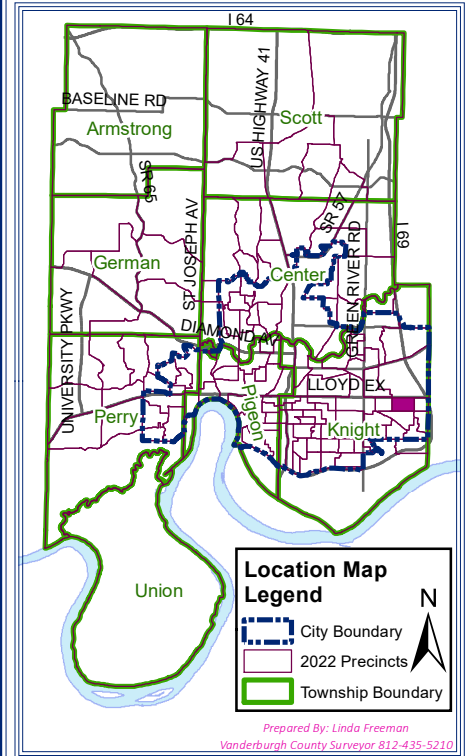 I 64
BASELINE RD
Armstrong
US HIGHWAY 41
Scott
SR 65
ST JOSEPH AV
SR 57
I 69
German
Center
GREEN RIVER RD
UNIVERSITY PKWY
DIAMOND AV
LLOYD EX
Perry
Pigeon
Knight
Union
Location Map
Legend
N
City Boundary
2022 Precincts
Township Boundary
Prepared By: Linda Freeman
Vanderburgh County Surveyor 812-435-5210